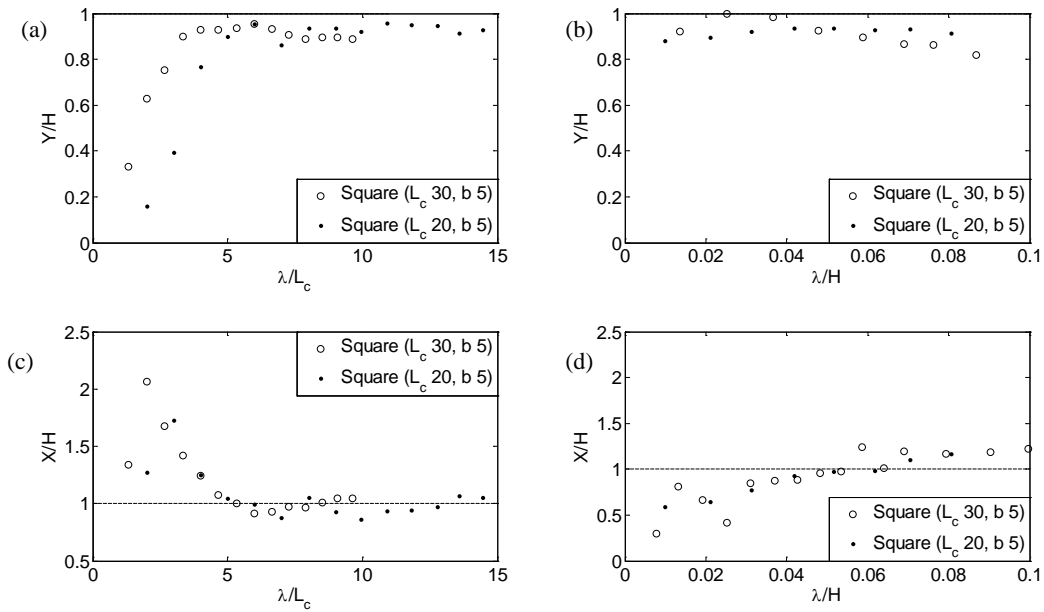 (a)
1
0.8
0.6
0.4
0.2
0
Y/H
Square (L_c 30, b 5)
Square (L_c 20, b 5)
0 5 10 15
λ/L_c
(b)
1
0.8
0.6
0.4
0.2
0
Y/H
Square (L_c 30, b 5)
Square (L_c 20, b 5)
0 0.02 0.04 0.06 0.08 0.1
λ/H
(c)
2.5
2
1.5
1
0.5
X/H
Square (L_c 30, b 5)
Square (L_c 20, b 5)
0 5 10 15
λ/L_c
(d)
2.5
2
1.5
1
0.5
0
X/H
Square (L_c 30, b 5)
Square (L_c 20, b 5)
0 0.02 0.04 0.06 0.08 0.1
λ/H